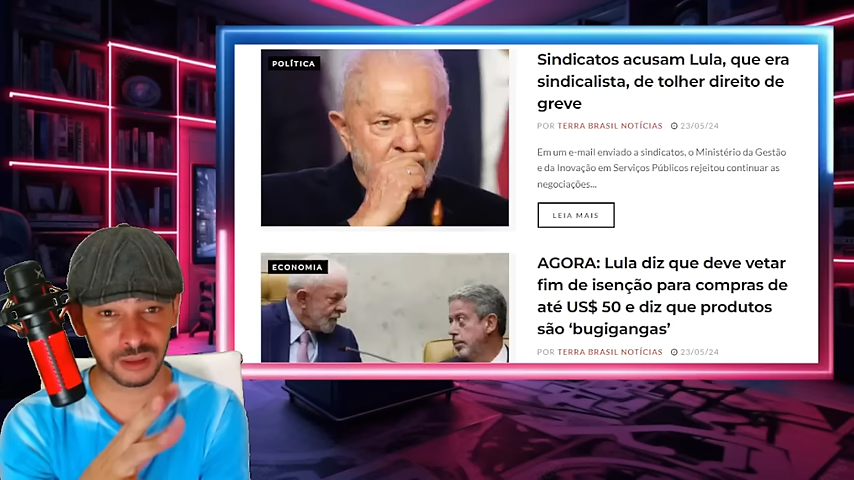 POLÍTICA
Sindicatos acusam Lula, que era
sindicalista, de tolher direito de
greve
POR TERRA BRASIL NOTÍCIAS 23/05/24
Em um e-mail enviado a sindicatos, o Ministério da Gestão
e da Inovação em Serviços Públicos rejeitou continuar as
negociações...
LEIA MAIS
ECONOMIA
AGORA: Lula diz que deve vetar
fim de isenção para compras de
até US$ 50 e diz que produtos
são ‘bugigangas’
POR TERRA BRASIL NOTÍCIAS 23/05/24